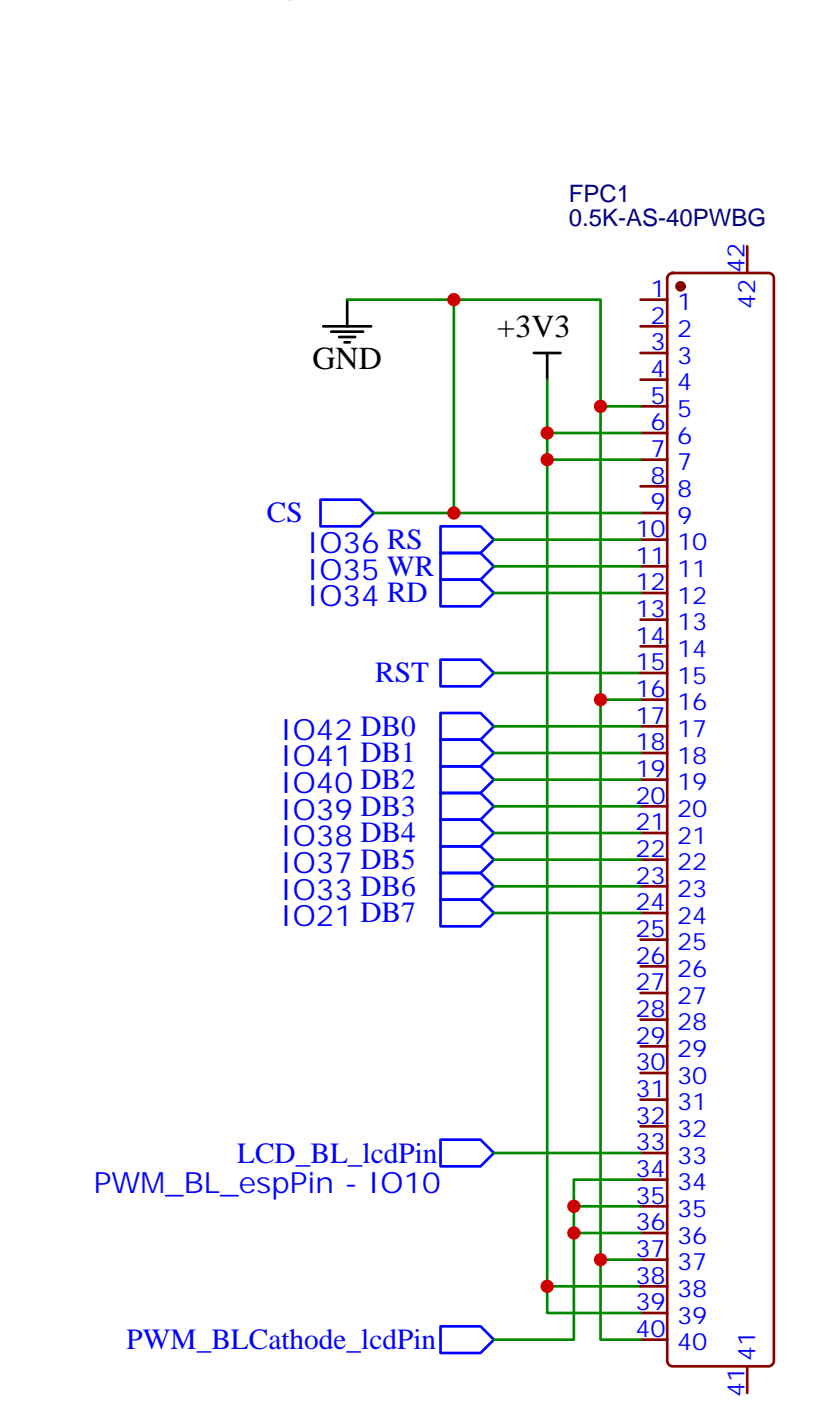 FPC1
0.5K-AS-40PWBG
42
42
1 1
GND
+3V3
2 2
3 3
4 4
5 5
6 6
7 7
8 8
CS 9 9
IO36 RS 10 10
IO35 WR 11 11
IO34 RD 12 12
13 13
14 14
RST 15 15
16 16
IO42 DB0 17 17
IO41 DB1 18 18
IO40 DB2 19 19
IO39 DB3 20 20
IO38 DB4 21 21
IO37 DB5 22 22
IO33 DB6 23 23
IO21 DB7 24 24
25 25
26 26
27 27
28 28
29 29
30 30
31 31
32 32
LCD_BL_lcdPin 33 33
PWM_BL_espPin - IO10
34 34
35 35
36 36
37 37
38 38
39 39
PWM_BLCathode_lcdPin 40 40
41
41